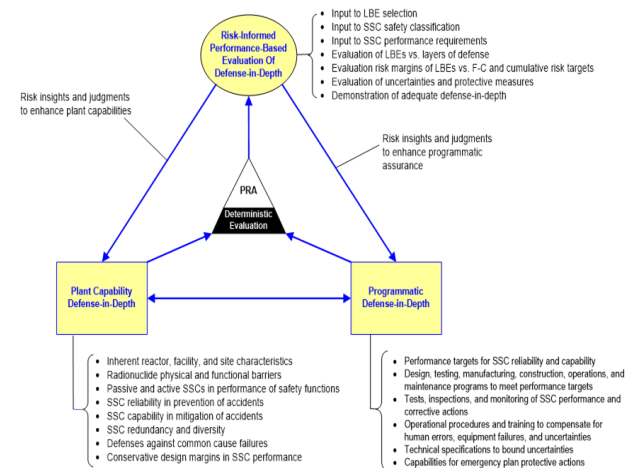 Risk-Informed
Performance-Based
Evaluation Of
Defense-in-Depth
• Input to LBE selection
• Input to SSC safety classification
• Input to SSC performance requirements
• Evaluation of LBEs vs. layers of defense
• Evaluation risk margins of LBEs vs. F-C and cumulative risk targets
• Evaluation of uncertainties and protective measures
• Demonstration of adequate defense-in-depth
Risk insights and judgments
to enhance plant capabilities
Risk insights and judgments
to enhance programmatic
assurance
PRA
Deterministic
Evaluation
Plant Capability
Defense-in-Depth
Programmatic
Defense-in-Depth
• Inherent reactor, facility, and site characteristics
• Radionuclide physical and functional barriers
• Passive and active SSCs in performance of safety functions
• SSC reliability in prevention of accidents
• SSC capability in mitigation of accidents
• SSC redundancy and diversity
• Defenses against common cause failures
• Conservative design margins in SSC performance
• Performance targets for SSC reliability and capability
• Design, testing, manufacturing, construction, operations, and
maintenance programs to meet performance targets
• Tests, inspections, and monitoring of SSC performance and
corrective actions
• Operational procedures and training to compensate for
human errors, equipment failures, and uncertainties
• Technical specifications to bound uncertainties
• Capabilities for emergency plan protective actions